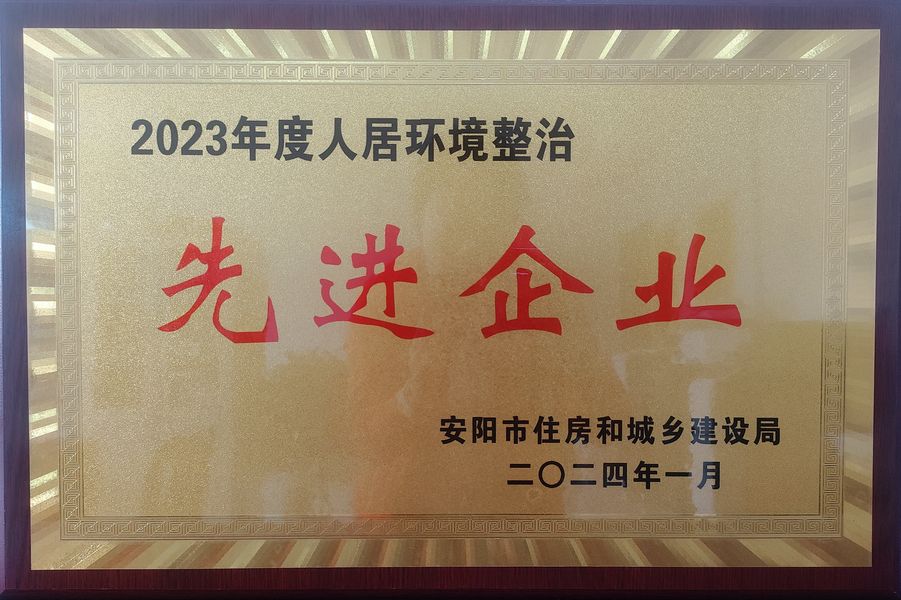 2023年度人居环境整治
先进企业
安阳市住房和城乡建设局
二〇二四年一月